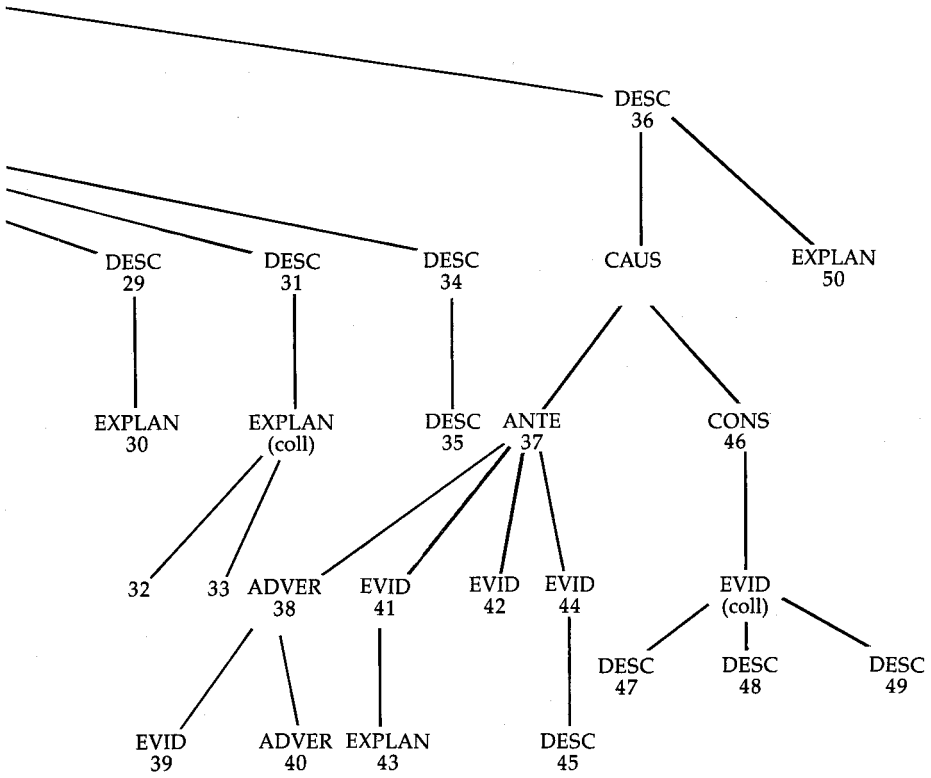 DESC
36
DESC DESC DESC CAUS EXPLAN
29 31 34 50
EXPLAN EXPLAN DESC ANTE CONS
30 (coll) 35 37 46
32 33 ADVER EVID EVID EVID EVID
38 41 42 44 (coll)
DESC DESC DESC
47 48 49
EVID ADVER EXPLAN DESC
39 40 43 45